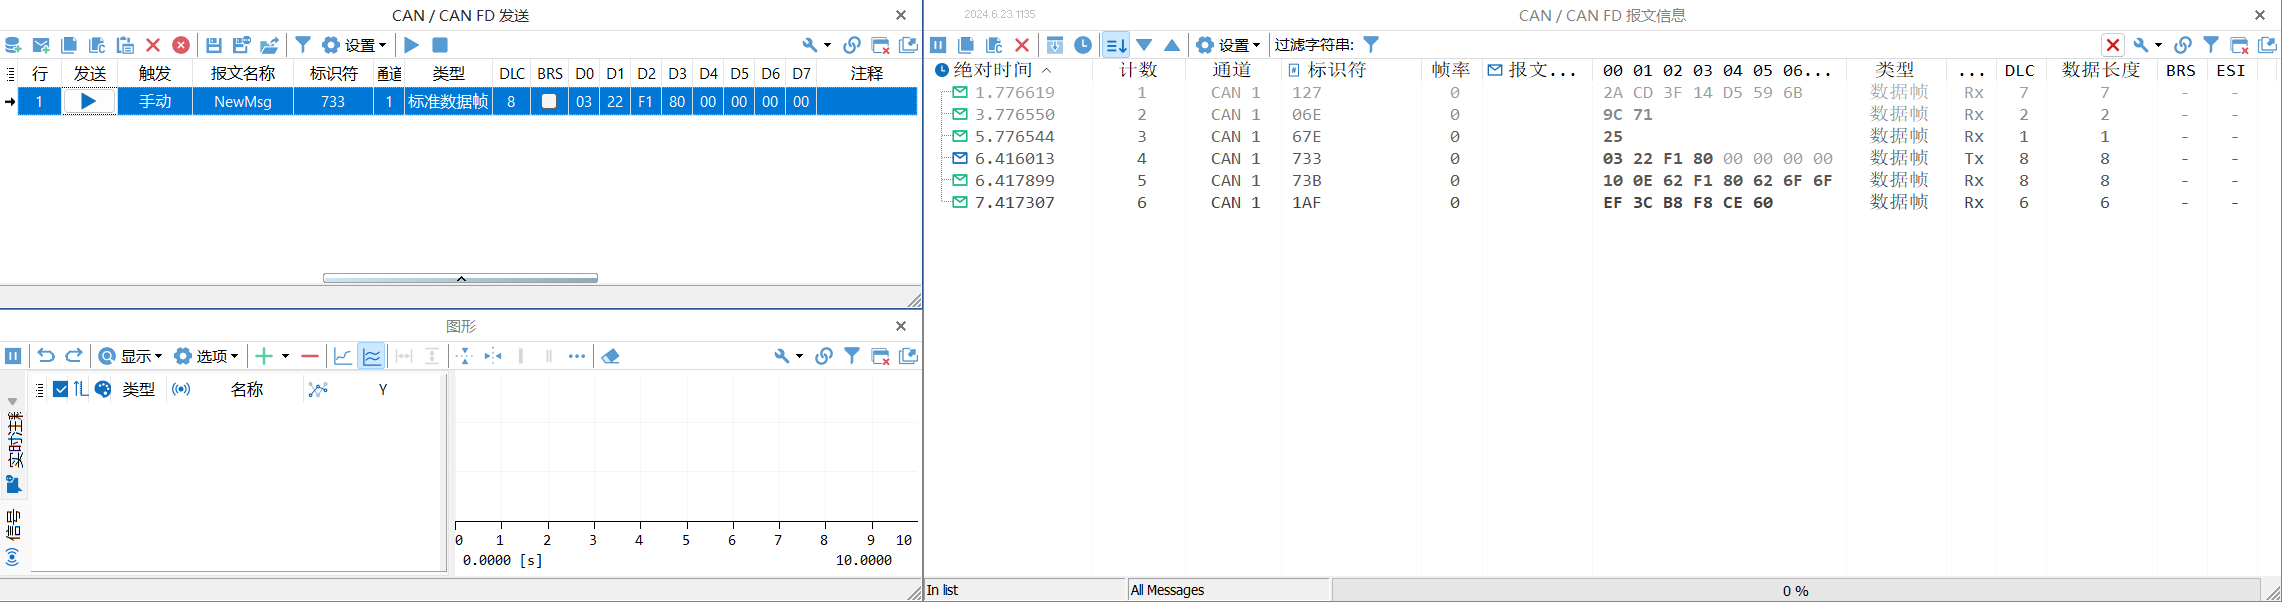 CAN / CAN FD 发送
设置
行 发送 触发 报文名称 标识符 通道 类型 DLC BRS D0 D1 D2 D3 D4 D5 D6 D7 注释
1 手动 NewMsg 733 1 标准数据帧 8 03 22 F1 80 00 00 00 00
图形
显示 选项
类型 名称 Y
实时注释
信号
0 1 2 3 4 5 6 7 8 9 10
0.0000 [s] 10.0000
2024.6.23.1135 CAN / CAN FD 报文信息
设置 过滤字符串:
绝对时间 计数 通道 标识符 帧率 报文... 00 01 02 03 04 05 06... 类型 ... DLC 数据长度 BRS ESI
1.776619 1 CAN 1 127 0 2A CD 3F 14 D5 59 6B 数据帧 Rx 7 7 - -
3.776550 2 CAN 1 06E 0 9C 71 数据帧 Rx 2 2 - -
5.776544 3 CAN 1 67E 0 25 数据帧 Rx 1 1 - -
6.416013 4 CAN 1 733 0 03 22 F1 80 00 00 00 00 数据帧 Tx 8 8 - -
6.417899 5 CAN 1 73B 0 10 0E 62 F1 80 62 6F 6F 数据帧 Rx 8 8 - -
7.417307 6 CAN 1 1AF 0 EF 3C B8 F8 CE 60 数据帧 Rx 6 6 - -
In list All Messages 0 %